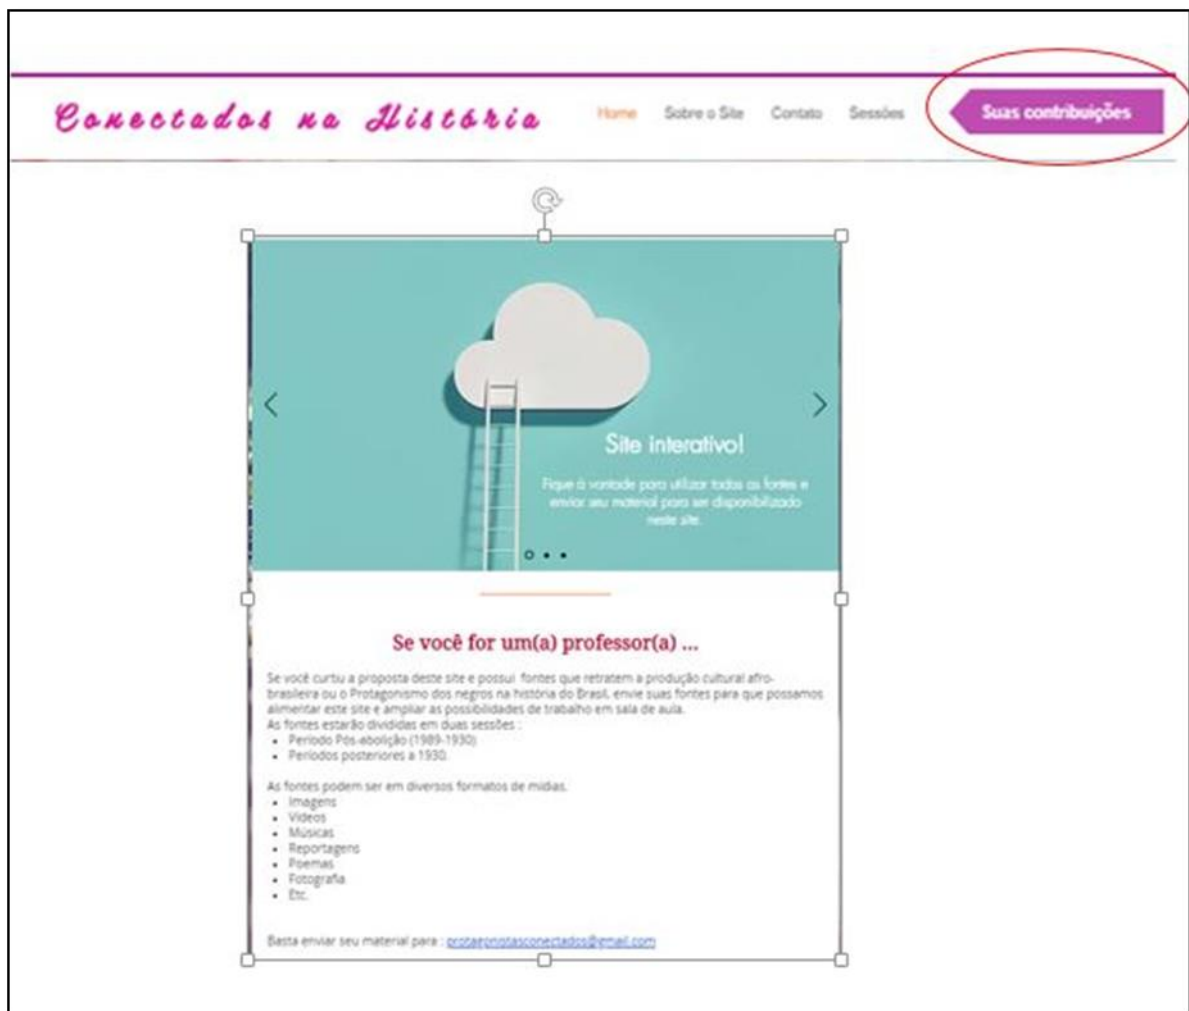 Conectados na História
Home Sobre o Site Contato Sessões
Suas contribuições
Site interativo!
Fique à vontade para utilizar todas as fontes e
enviar seu material para ser disponibilizado
neste site.
Se você for um(a) professor(a) ...
Se você curtiu a proposta deste site e possui fontes que retratem a produção cultural afro-
brasileira ou o Protagonismo dos negros na história do Brasil, envie suas fontes para que possamos
alimentar este site e ampliar as possibilidades de trabalho em sala de aula.
As fontes estarão divididas em duas sessões :
• Período Pós-abolição (1989-1930)
• Períodos posteriores a 1930.
As fontes podem ser em diversos formatos de mídias.
• Imagens
• Vídeos
• Músicas
• Reportagens
• Poemas
• Fotografia
• Etc.
Basta enviar seu material para : protagonistasconectados@gmail.com